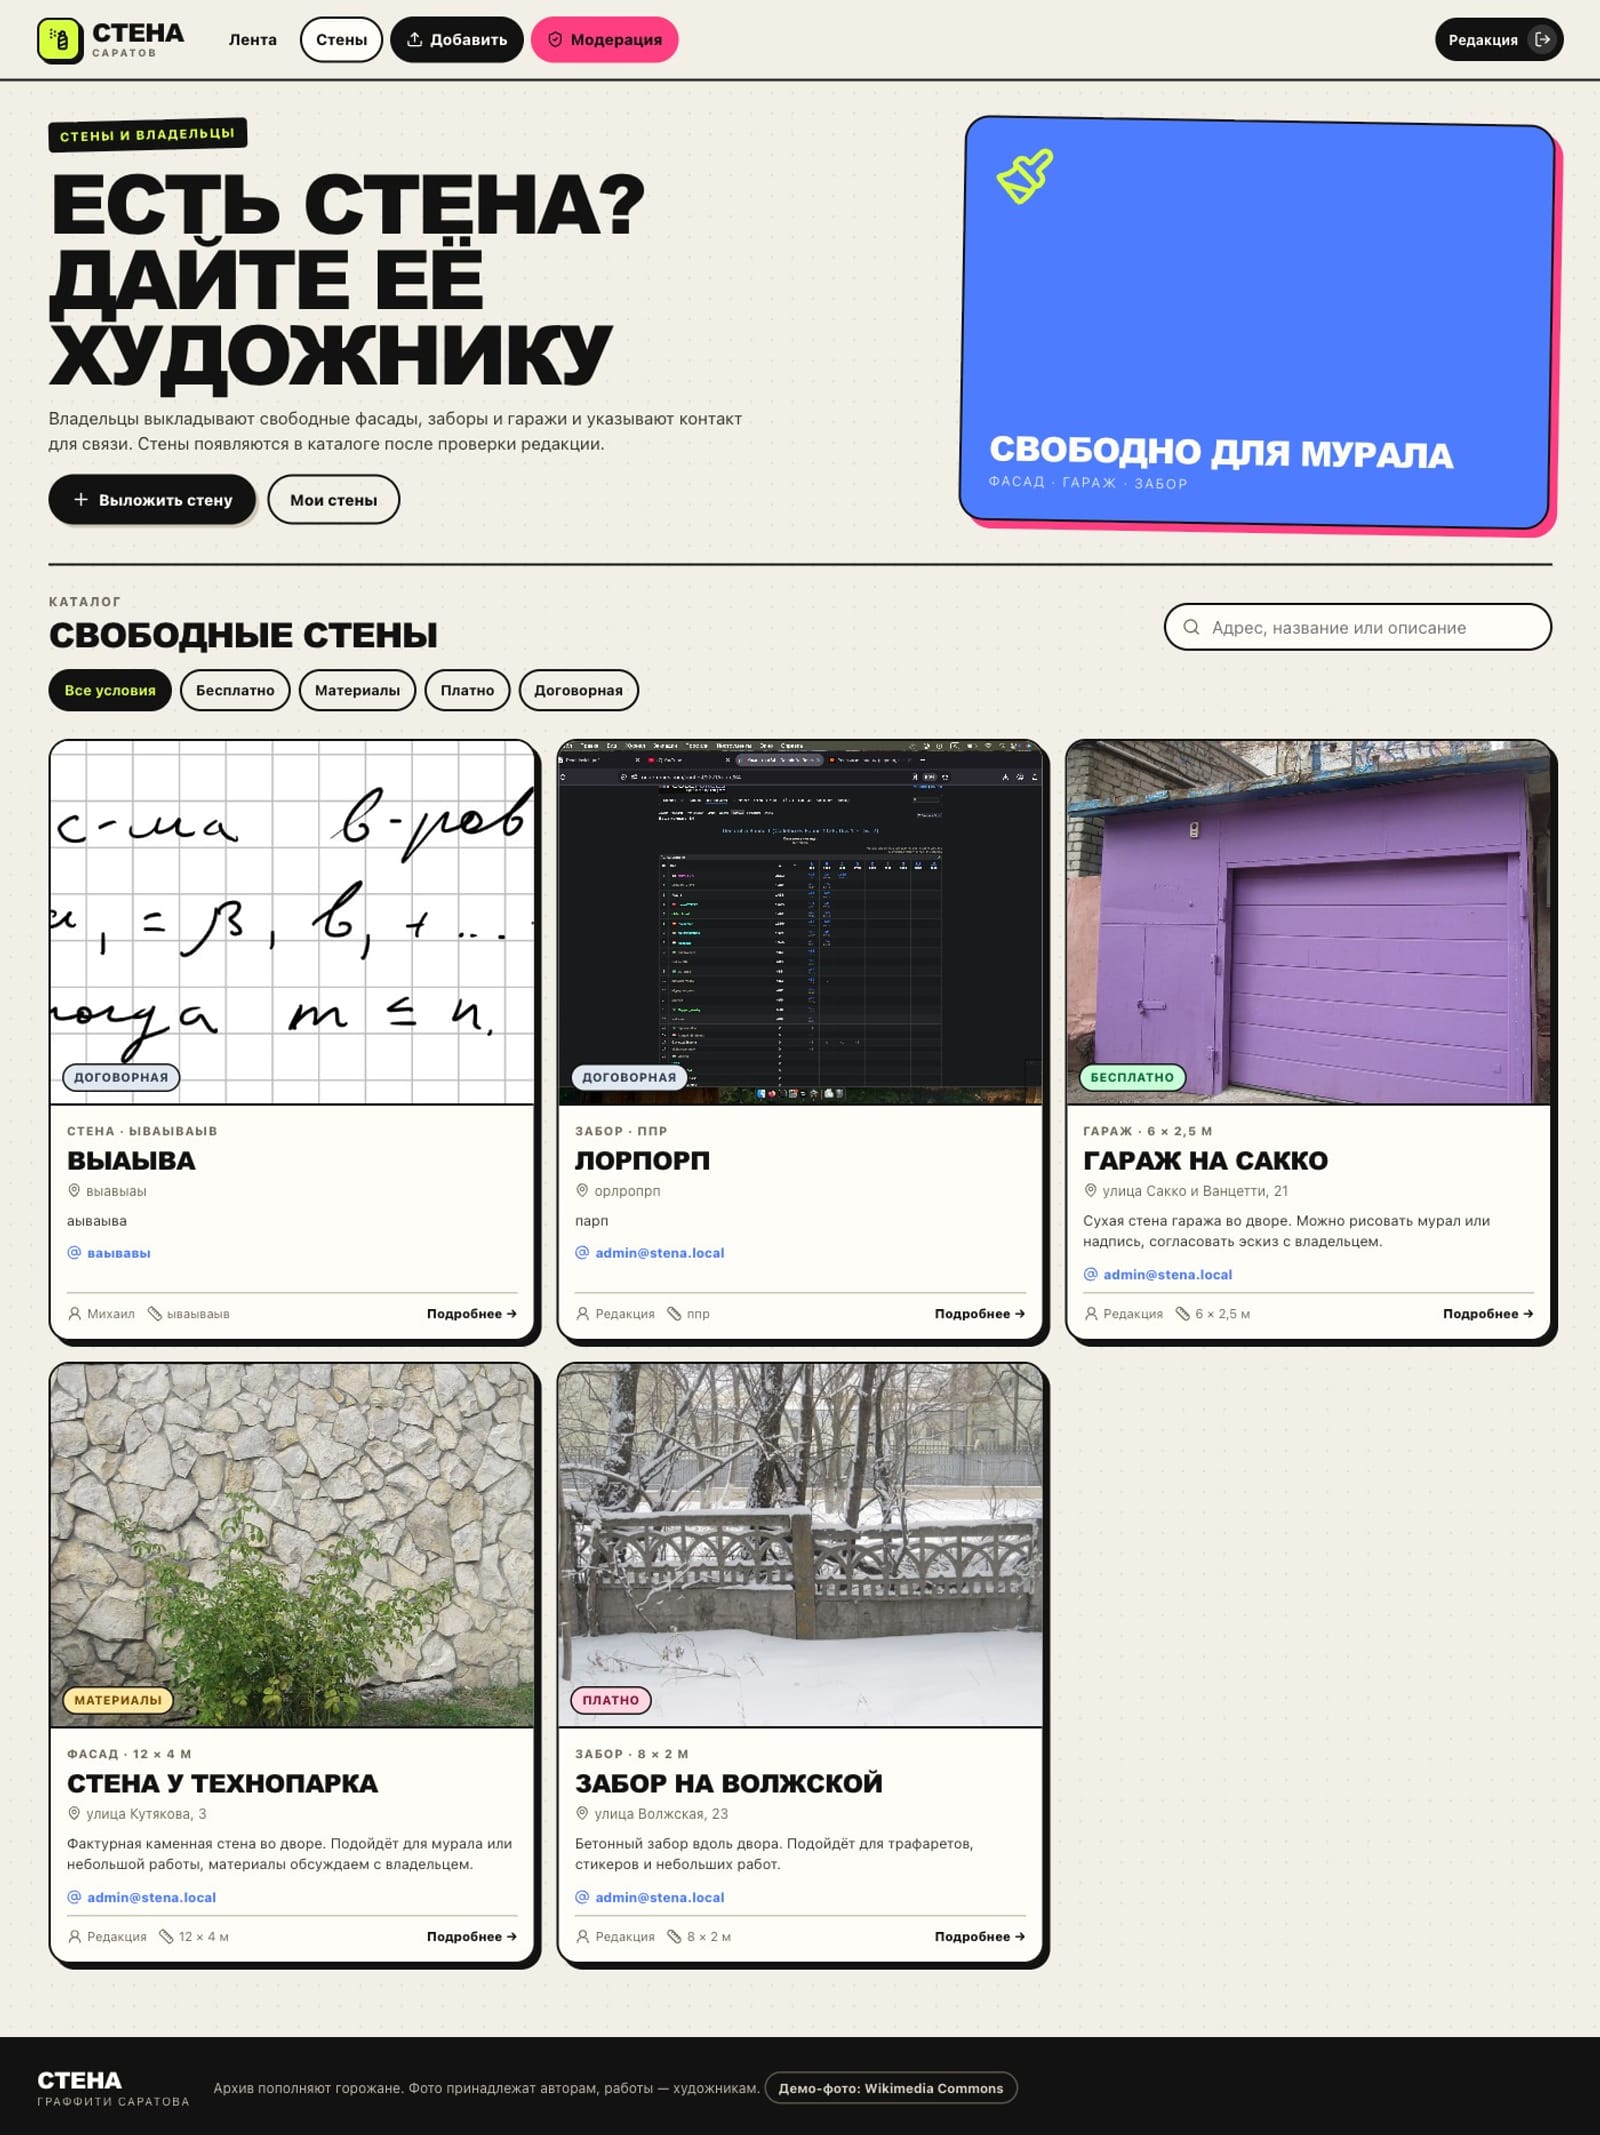 СТЕНА
САРАТОВ
Лента
Стены
Добавить
Модерация
Редакция
СТЕНЫ И ВЛАДЕЛЬЦЫ
ЕСТЬ СТЕНА?
ДАЙТЕ ЕЁ
ХУДОЖНИКУ
Владельцы выкладывают свободные фасады, заборы и гаражи и указывают контакт
для связи. Стены появляются в каталоге после проверки редакции.
Выложить стену
Мои стены
СВОБОДНО ДЛЯ МУРАЛА
ФАСАД · ГАРАЖ · ЗАБОР
КАТАЛОГ
СВОБОДНЫЕ СТЕНЫ
Адрес, название или описание
Все условия
Бесплатно
Материалы
Платно
Договорная
с-ма в-ров
= β, b₁ + ...
m ≤ n.
ДОГОВОРНАЯ
СТЕНА · ЫВАЫВАЫВ
ВЫАЫВА
выавыаы
аываыва
@ ваывавы
Михаил
ываываыв
Подробнее →
ДОГОВОРНАЯ
ЗАБОР · ППР
ЛОРПОРП
орлропрп
парп
@ admin@stena.local
Редакция
ппр
Подробнее →
БЕСПЛАТНО
ГАРАЖ · 6 × 2,5 М
ГАРАЖ НА САККО
улица Сакко и Ванцетти, 21
Сухая стена гаража во дворе. Можно рисовать мурал или
надпись, согласовать эскиз с владельцем.
@ admin@stena.local
Редакция
6 × 2,5 м
Подробнее →
МАТЕРИАЛЫ
ФАСАД · 12 × 4 М
СТЕНА У ТЕХНОПАРКА
улица Кутякова, 3
Фактурная каменная стена во дворе. Подойдёт для мурала или
небольшой работы, материалы обсуждаем с владельцем.
@ admin@stena.local
Редакция
12 × 4 м
Подробнее →
ПЛАТНО
ЗАБОР · 8 × 2 М
ЗАБОР НА ВОЛЖСКОЙ
улица Волжская, 23
Бетонный забор вдоль двора. Подойдёт для трафаретов,
стикеров и небольших работ.
@ admin@stena.local
Редакция
8 × 2 м
Подробнее →
СТЕНА
ГРАФФИТИ САРАТОВА
Архив пополняют горожане. Фото принадлежат авторам, работы — художникам.
Демо-фото: Wikimedia Commons